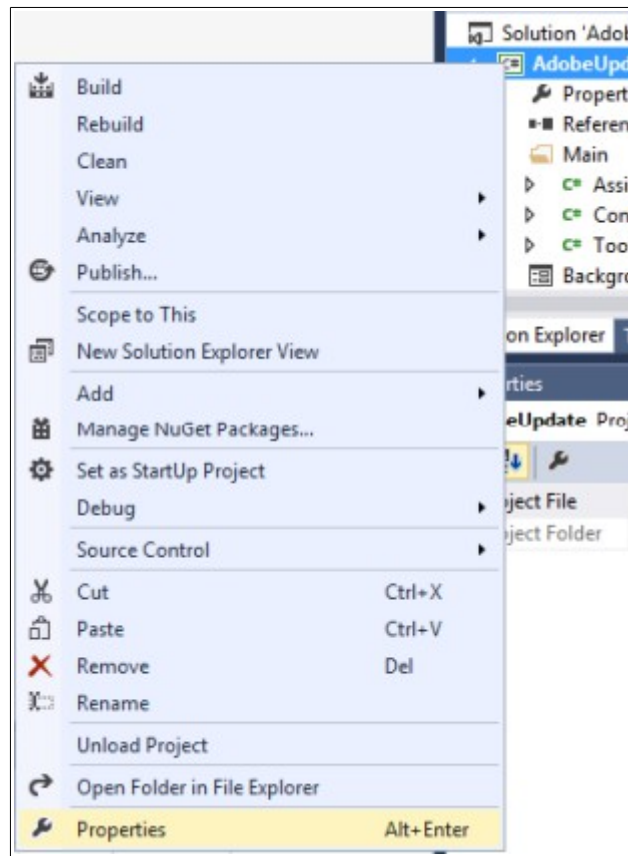 Solution 'Adob
AdobeUpd
Propert
Referen
Main
C# Assi
C# Con
C# Too
Backgro
on Explorer T
rties
eUpdate Proj
ject File
ject Folder
Build
Rebuild
Clean
View
Analyze
Publish...
Scope to This
New Solution Explorer View
Add
Manage NuGet Packages...
Set as StartUp Project
Debug
Source Control
Cut Ctrl+X
Paste Ctrl+V
Remove Del
Rename
Unload Project
Open Folder in File Explorer
Properties Alt+Enter